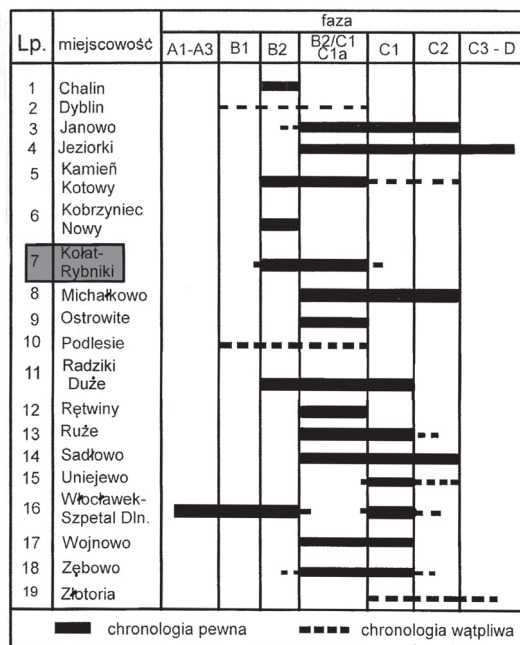 faza
Lp. miejscowość A1-A3 B1 B2 B2/C1 C1a C1 C2 C3 - D
1 Chalin
2 Dyblin
3 Janowo
4 Jeziorki
5 Kamień
Kotowy
6 Kobrzyniec
Nowy
7 Kołat-
Rybniki
8 Michałkowo
9 Ostrowite
10 Podlesie
11 Radziki
Duże
12 Rętwiny
13 Ruże
14 Sadłowo
15 Uniejewo
16 Włocławek-
Szpetal Dln.
17 Wojnowo
18 Zębowo
19 Złotoria
chronologia pewna chronologia wątpliwa